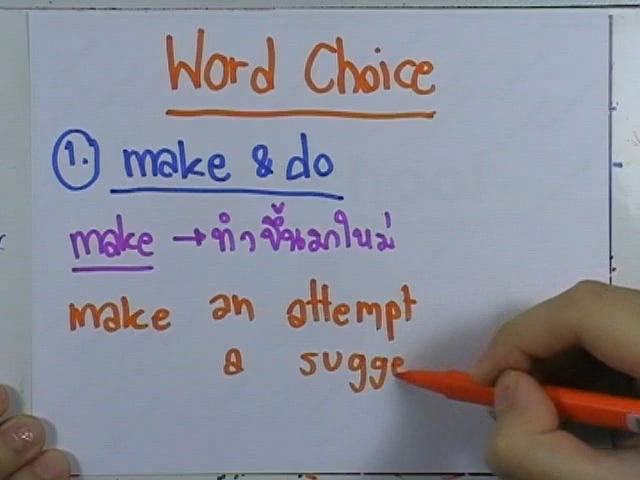 Word Choice
1. make & do
make → ทำขึ้นมาใหม่
make an attempt
a sugge